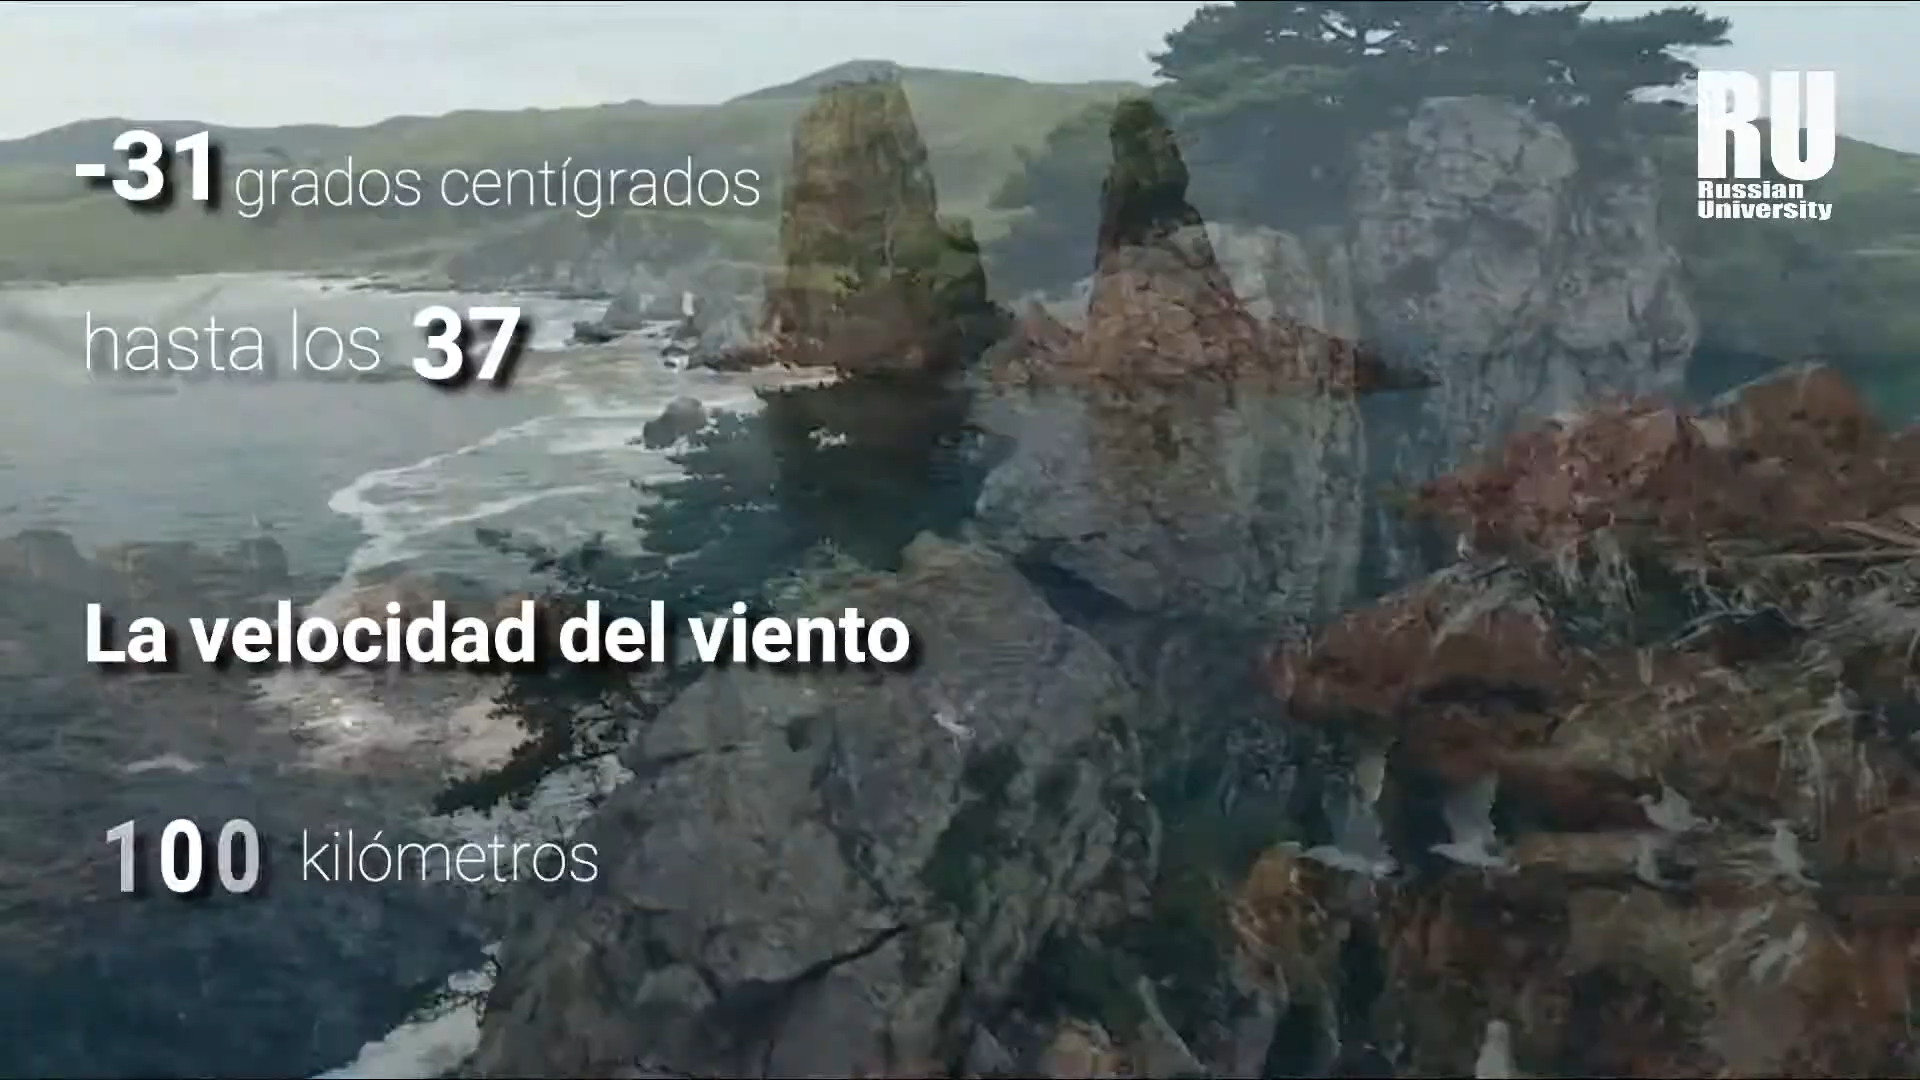 -31 grados centígrados
RU
Russian
University
hasta los 37
La velocidad del viento
100 kilómetros